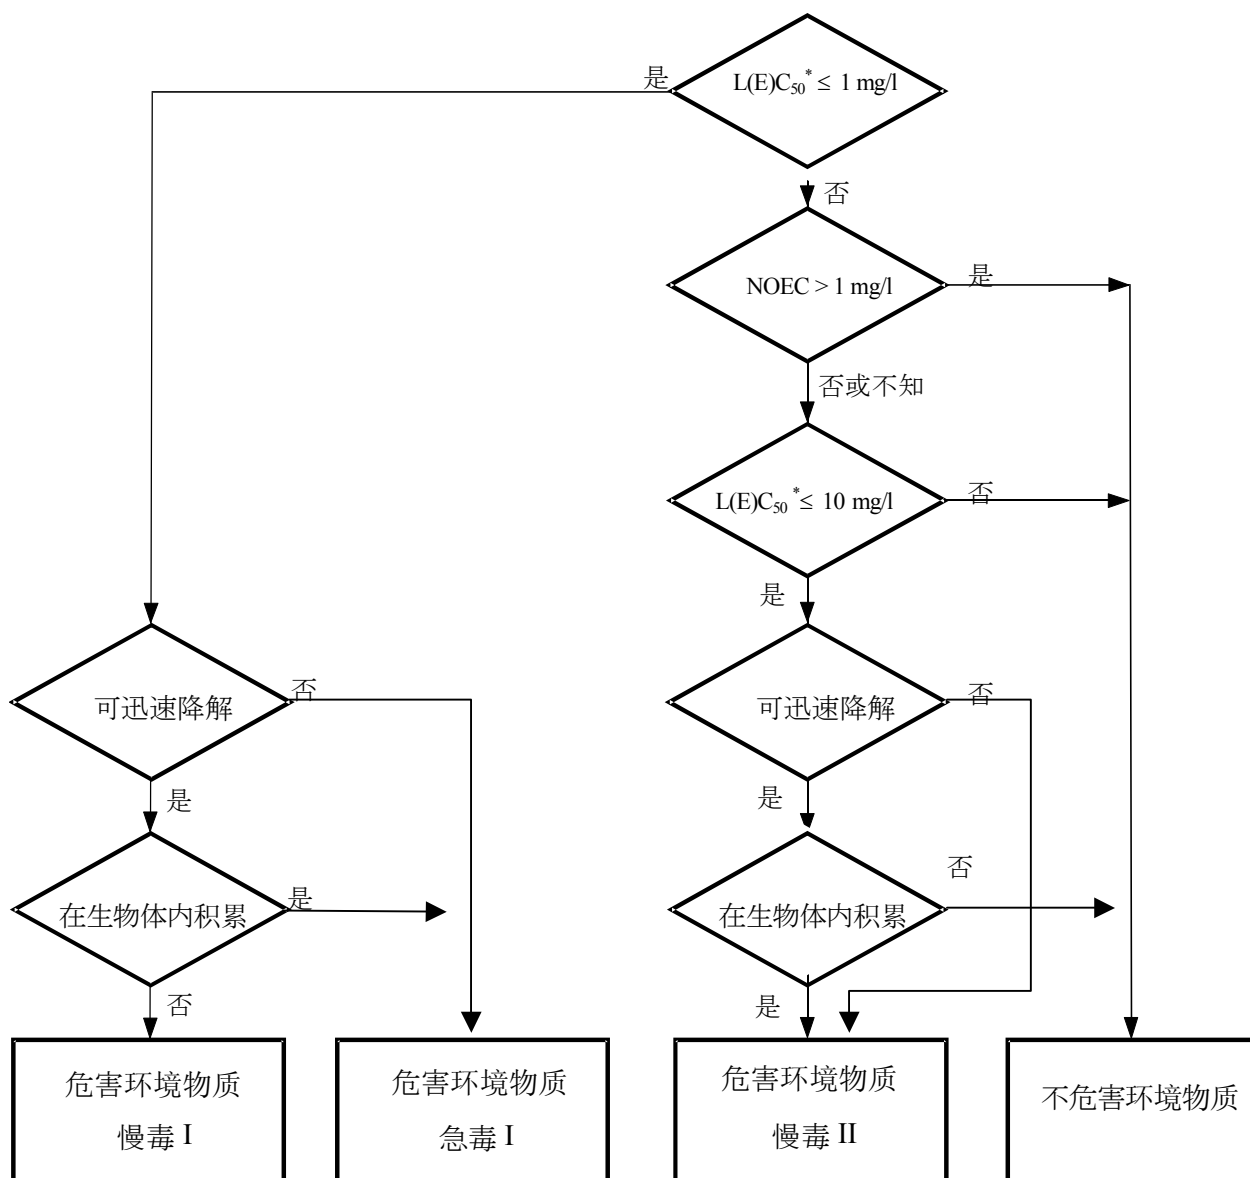 是
L(E)C₅₀* ≤ 1 mg/l
否
NOEC > 1 mg/l
是
否或不知
L(E)C₅₀* ≤ 10 mg/l
否
是
可迅速降解
否
可迅速降解
否
是
是
在生物体内积累
是
在生物体内积累
否
否
是
危害环境物质
慢毒 I
危害环境物质
急毒 I
危害环境物质
慢毒 II
不危害环境物质